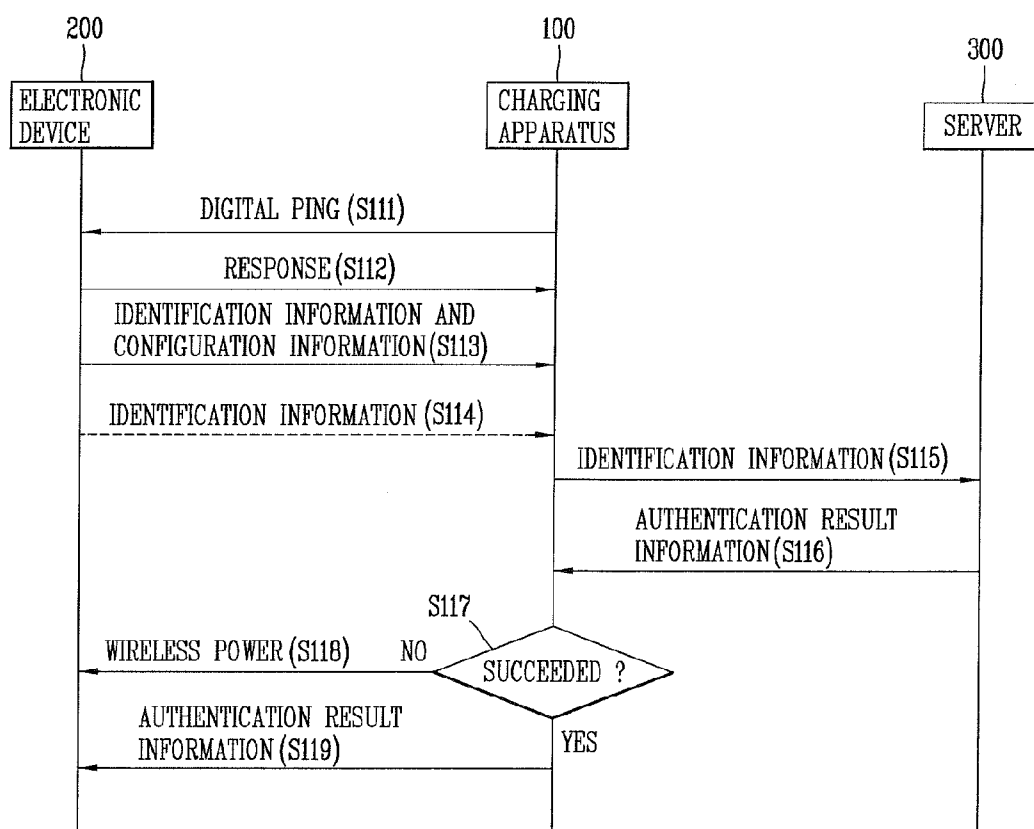 200
100
300
ELECTRONIC
DEVICE
CHARGING
APPARATUS
SERVER
DIGITAL PING (S111)
RESPONSE (S112)
IDENTIFICATION INFORMATION AND
CONFIGURATION INFORMATION (S113)
IDENTIFICATION INFORMATION (S114)
IDENTIFICATION INFORMATION (S115)
AUTHENTICATION RESULT
INFORMATION (S116)
S117
WIRELESS POWER (S118)
NO
SUCCEEDED ?
AUTHENTICATION RESULT
INFORMATION (S119)
YES